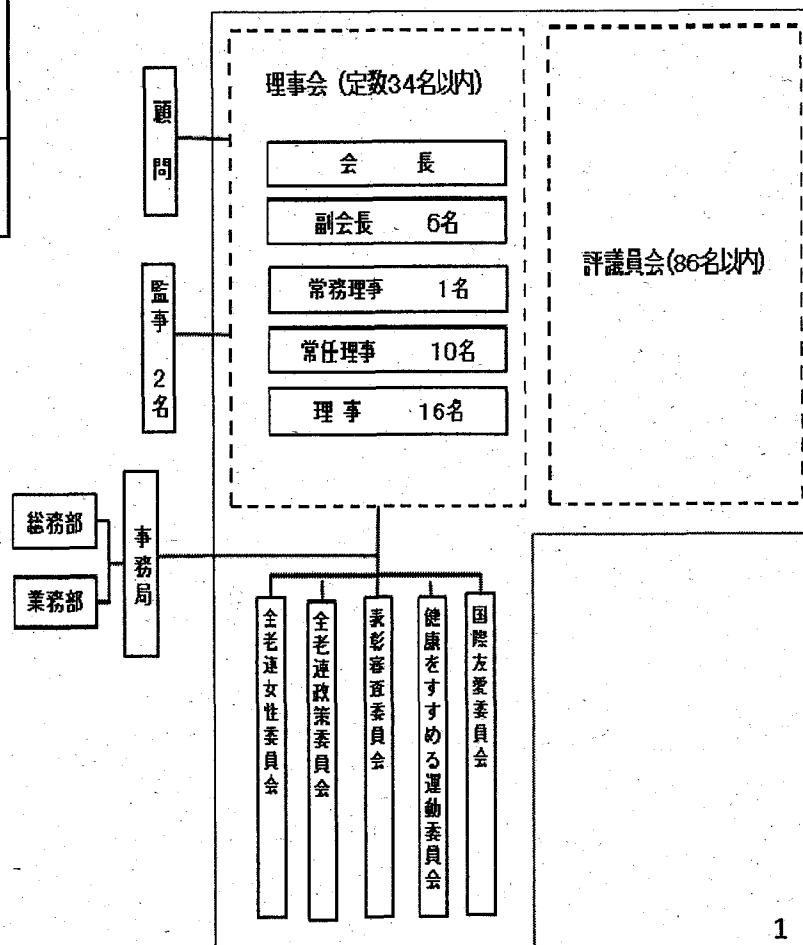 顧問
理事会（定数34名以内）
会　長
副会長　6名
常務理事　1名
常任理事　10名
理事　16名
評議員会(86名以内)
監事　2名
総務部
業務部
事務局
全老連女性委員会
全老連政策委員会
表彰審査委員会
健康をすすめる運動委員会
国際友愛委員会
1